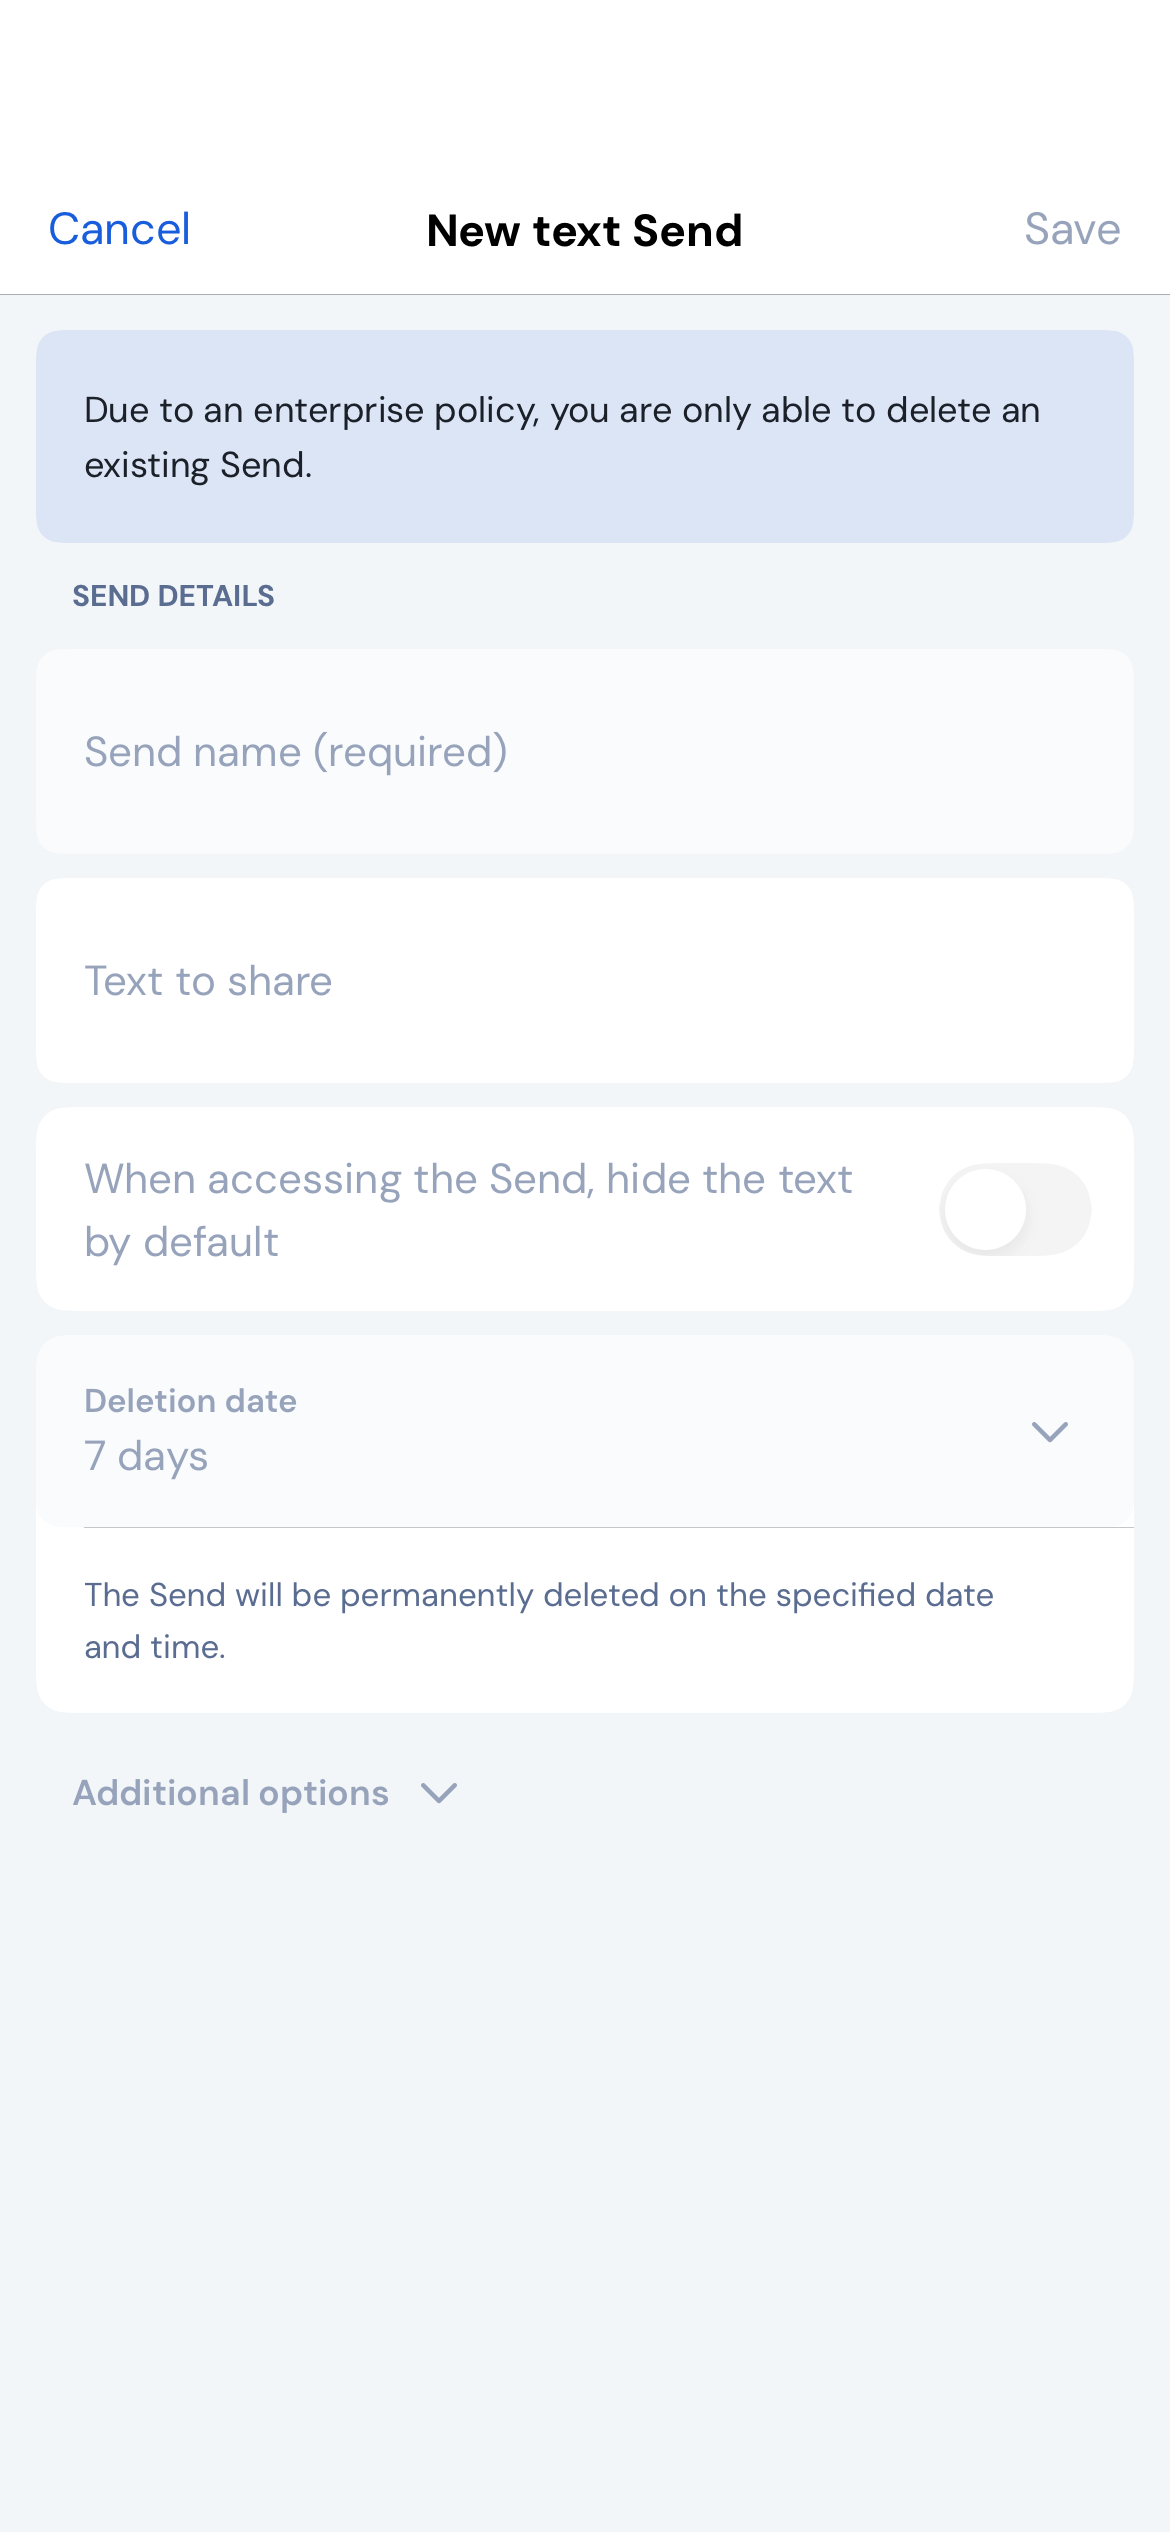 Cancel
New text Send
Save
Due to an enterprise policy, you are only able to delete an
existing Send.
SEND DETAILS
Send name (required)
Text to share
When accessing the Send, hide the text
by default
Deletion date
7 days
The Send will be permanently deleted on the specified date
and time.
Additional options